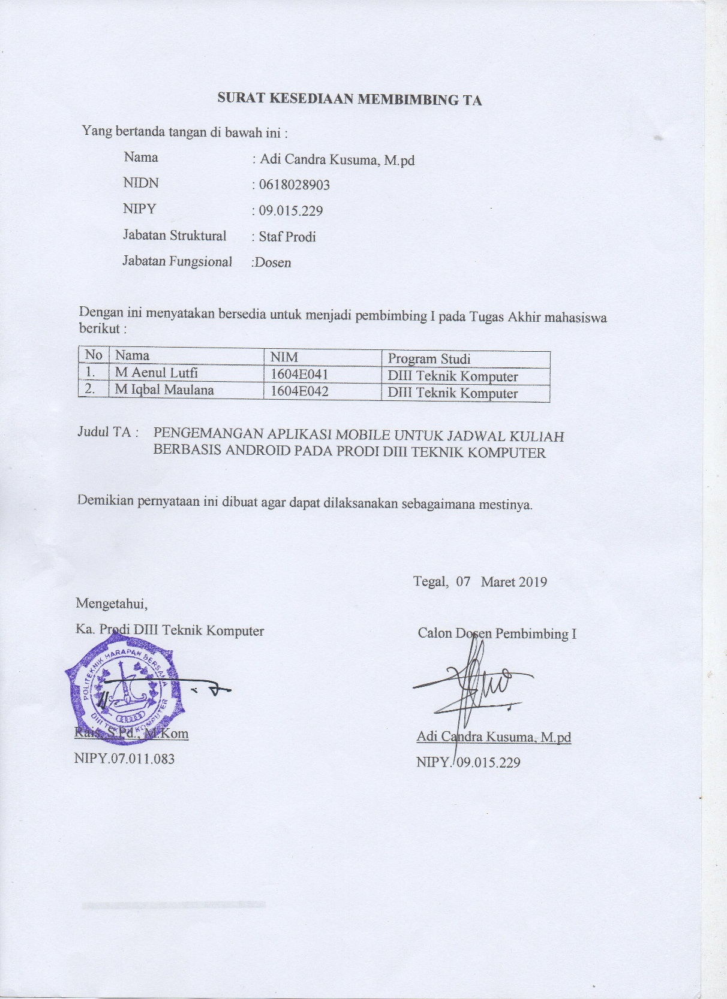 SURAT KESEDIAAN MEMBIMBING TA
Yang bertanda tangan di bawah ini :
Nama : Adi Candra Kusuma, M.pd
NIDN : 0618028903
NIPY : 09.015.229
Jabatan Struktural : Staf Prodi
Jabatan Fungsional :Dosen
Dengan ini menyatakan bersedia untuk menjadi pembimbing I pada Tugas Akhir mahasiswa
berikut :
No Nama NIM Program Studi
1. M Aenul Lutfi 1604E041 DIII Teknik Komputer
2. M Iqbal Maulana 1604E042 DIII Teknik Komputer
Judul TA : PENGEMANGAN APLIKASI MOBILE UNTUK JADWAL KULIAH
BERBASIS ANDROID PADA PRODI DIII TEKNIK KOMPUTER
Demikian pernyataan ini dibuat agar dapat dilaksanakan sebagaimana mestinya.
Tegal, 07 Maret 2019
Mengetahui,
Ka. Prodi DIII Teknik Komputer
Calon Dosen Pembimbing I
POLITEKNIK HARAPAN BERSAMA
DIII TEKNIK KOMPUTER
Rais, S.Pd., M.Kom
Adi Candra Kusuma, M.pd
NIPY.07.011.083
NIPY. 09.015.229